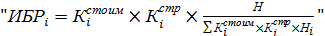 "ИБР_i = K_i^стоим × K_i^стр × H / (∑ K_i^стоим × K_i^стр × H_i)"